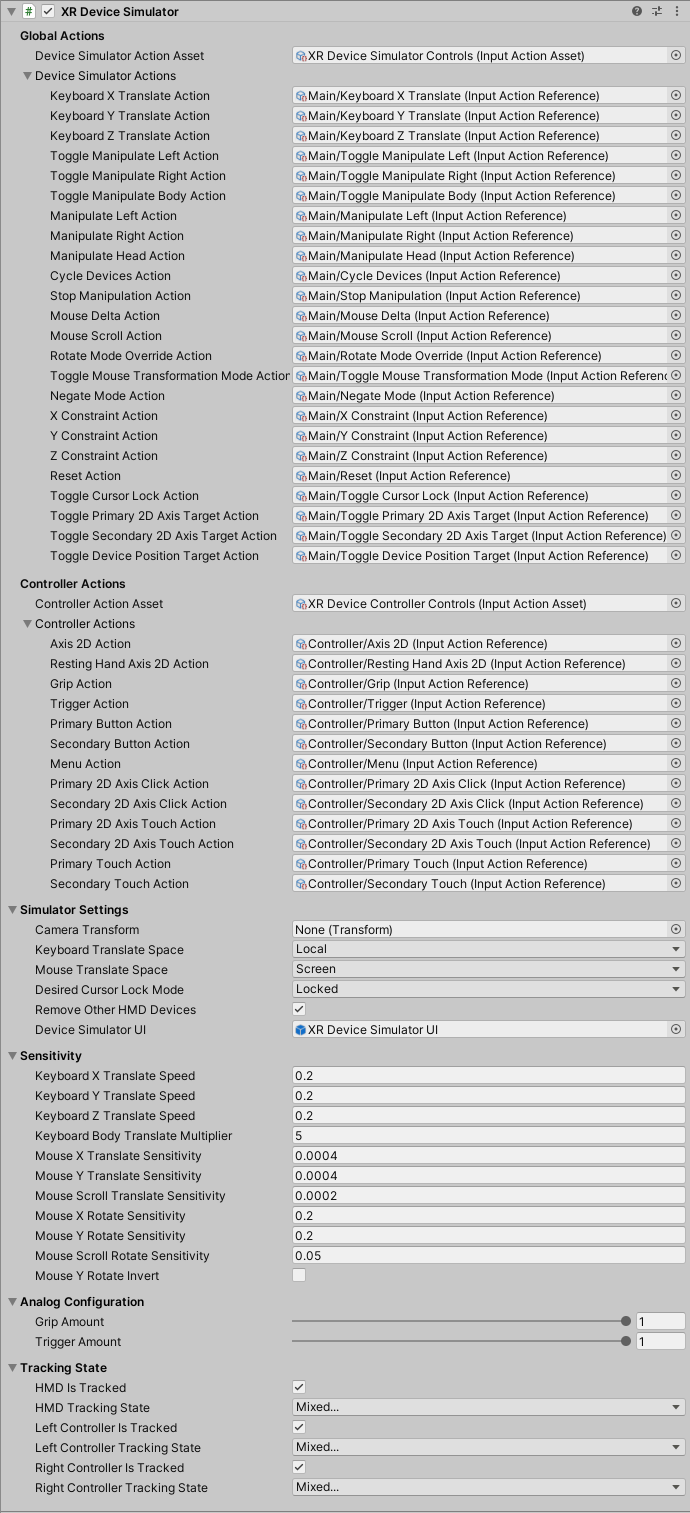 XR Device Simulator
Global Actions
Device Simulator Action Asset XR Device Simulator Controls (Input Action Asset)
Device Simulator Actions
Keyboard X Translate Action Main/Keyboard X Translate (Input Action Reference)
Keyboard Y Translate Action Main/Keyboard Y Translate (Input Action Reference)
Keyboard Z Translate Action Main/Keyboard Z Translate (Input Action Reference)
Toggle Manipulate Left Action Main/Toggle Manipulate Left (Input Action Reference)
Toggle Manipulate Right Action Main/Toggle Manipulate Right (Input Action Reference)
Toggle Manipulate Body Action Main/Toggle Manipulate Body (Input Action Reference)
Manipulate Left Action Main/Manipulate Left (Input Action Reference)
Manipulate Right Action Main/Manipulate Right (Input Action Reference)
Manipulate Head Action Main/Manipulate Head (Input Action Reference)
Cycle Devices Action Main/Cycle Devices (Input Action Reference)
Stop Manipulation Action Main/Stop Manipulation (Input Action Reference)
Mouse Delta Action Main/Mouse Delta (Input Action Reference)
Mouse Scroll Action Main/Mouse Scroll (Input Action Reference)
Rotate Mode Override Action Main/Rotate Mode Override (Input Action Reference)
Toggle Mouse Transformation Mode Action Main/Toggle Mouse Transformation Mode (Input Action Referenc
Negate Mode Action Main/Negate Mode (Input Action Reference)
X Constraint Action Main/X Constraint (Input Action Reference)
Y Constraint Action Main/Y Constraint (Input Action Reference)
Z Constraint Action Main/Z Constraint (Input Action Reference)
Reset Action Main/Reset (Input Action Reference)
Toggle Cursor Lock Action Main/Toggle Cursor Lock (Input Action Reference)
Toggle Primary 2D Axis Target Action Main/Toggle Primary 2D Axis Target (Input Action Reference)
Toggle Secondary 2D Axis Target Action Main/Toggle Secondary 2D Axis Target (Input Action Reference)
Toggle Device Position Target Action Main/Toggle Device Position Target (Input Action Reference)
Controller Actions
Controller Action Asset XR Device Controller Controls (Input Action Asset)
Controller Actions
Axis 2D Action Controller/Axis 2D (Input Action Reference)
Resting Hand Axis 2D Action Controller/Resting Hand Axis 2D (Input Action Reference)
Grip Action Controller/Grip (Input Action Reference)
Trigger Action Controller/Trigger (Input Action Reference)
Primary Button Action Controller/Primary Button (Input Action Reference)
Secondary Button Action Controller/Secondary Button (Input Action Reference)
Menu Action Controller/Menu (Input Action Reference)
Primary 2D Axis Click Action Controller/Primary 2D Axis Click (Input Action Reference)
Secondary 2D Axis Click Action Controller/Secondary 2D Axis Click (Input Action Reference)
Primary 2D Axis Touch Action Controller/Primary 2D Axis Touch (Input Action Reference)
Secondary 2D Axis Touch Action Controller/Secondary 2D Axis Touch (Input Action Reference)
Primary Touch Action Controller/Primary Touch (Input Action Reference)
Secondary Touch Action Controller/Secondary Touch (Input Action Reference)
Simulator Settings
Camera Transform None (Transform)
Keyboard Translate Space Local
Mouse Translate Space Screen
Desired Cursor Lock Mode Locked
Remove Other HMD Devices
Device Simulator UI XR Device Simulator UI
Sensitivity
Keyboard X Translate Speed 0.2
Keyboard Y Translate Speed 0.2
Keyboard Z Translate Speed 0.2
Keyboard Body Translate Multiplier 5
Mouse X Translate Sensitivity 0.0004
Mouse Y Translate Sensitivity 0.0004
Mouse Scroll Translate Sensitivity 0.0002
Mouse X Rotate Sensitivity 0.2
Mouse Y Rotate Sensitivity 0.2
Mouse Scroll Rotate Sensitivity 0.05
Mouse Y Rotate Invert
Analog Configuration
Grip Amount 1
Trigger Amount 1
Tracking State
HMD Is Tracked
HMD Tracking State Mixed...
Left Controller Is Tracked
Left Controller Tracking State Mixed...
Right Controller Is Tracked
Right Controller Tracking State Mixed...